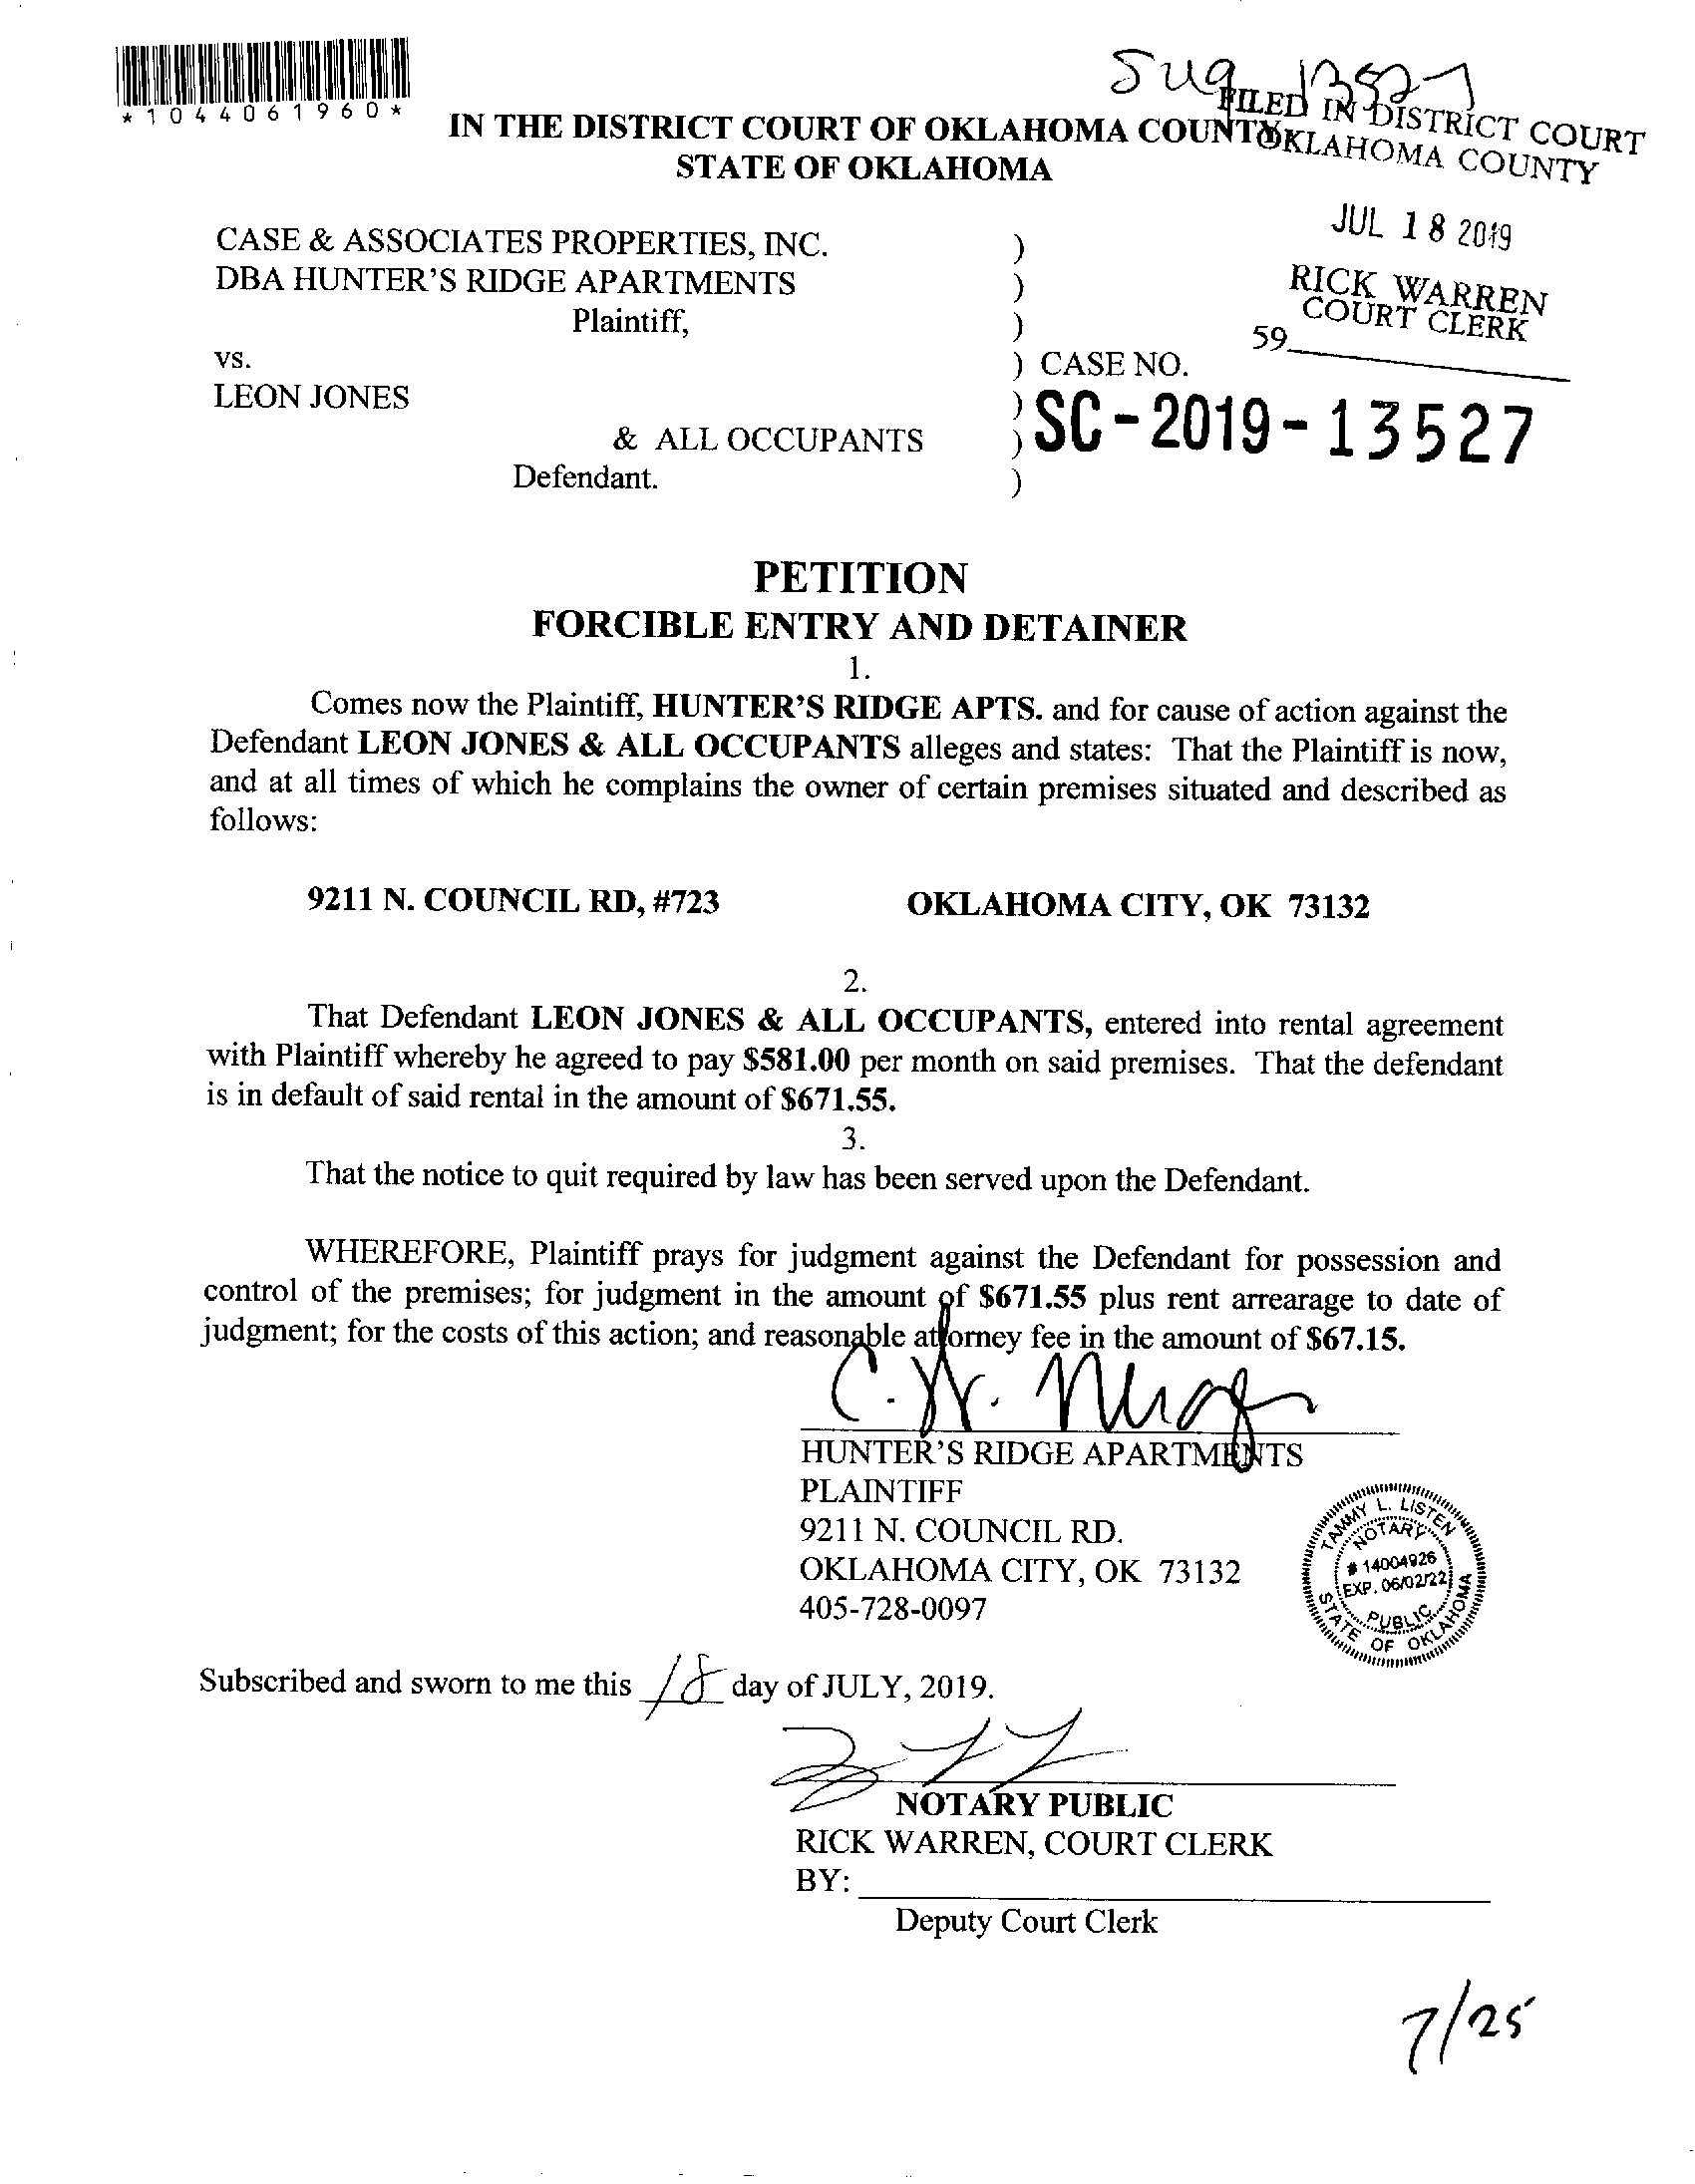 *1044061960*
FILED IN DISTRICT COURT
OKLAHOMA COUNTY
IN THE DISTRICT COURT OF OKLAHOMA COUNTY
STATE OF OKLAHOMA
JUL 18 2019
RICK WARREN
COURT CLERK
59
CASE & ASSOCIATES PROPERTIES, INC. )
DBA HUNTER'S RIDGE APARTMENTS )
Plaintiff, )
vs. ) CASE NO.
LEON JONES ) SC-2019-13527
& ALL OCCUPANTS )
Defendant. )
PETITION
FORCIBLE ENTRY AND DETAINER
1.
Comes now the Plaintiff, HUNTER'S RIDGE APTS. and for cause of action against the
Defendant LEON JONES & ALL OCCUPANTS alleges and states: That the Plaintiff is now,
and at all times of which he complains the owner of certain premises situated and described as
follows:
9211 N. COUNCIL RD, #723 OKLAHOMA CITY, OK 73132
2.
That Defendant LEON JONES & ALL OCCUPANTS, entered into rental agreement
with Plaintiff whereby he agreed to pay $581.00 per month on said premises. That the defendant
is in default of said rental in the amount of $671.55.
3.
That the notice to quit required by law has been served upon the Defendant.
WHEREFORE, Plaintiff prays for judgment against the Defendant for possession and
control of the premises; for judgment in the amount of $671.55 plus rent arrearage to date of
judgment; for the costs of this action; and reasonable attorney fee in the amount of $67.15.
HUNTER'S RIDGE APARTMENTS
PLAINTIFF
9211 N. COUNCIL RD.
OKLAHOMA CITY, OK 73132
405-728-0097
TAMMY L. LISTEN
NOTARY
# 14004926
EXP. 06/02/22
PUBLIC
STATE OF OKLAHOMA
Subscribed and sworn to me this 18 day of JULY, 2019.
NOTARY PUBLIC
RICK WARREN, COURT CLERK
BY:
Deputy Court Clerk
7/25